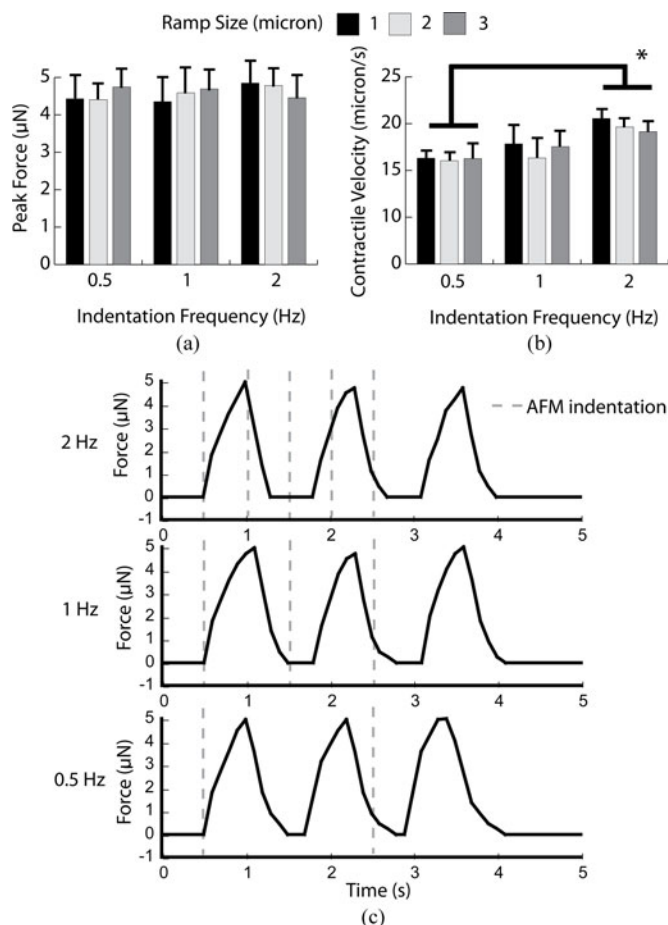 Ramp Size (micron) 1 2 3
Peak Force (µN)
5
4
3
2
1
0
0.5 1 2
Indentation Frequency (Hz)
(a)
Contractile Velocity (micron/s)
25
20
15
10
5
0
*
0.5 1 2
Indentation Frequency (Hz)
(b)
AFM indentation
2 Hz
Force (µN)
5
4
3
2
1
0
-1
0 1 2 3 4 5
1 Hz
Force (µN)
5
4
3
2
1
0
-1
0 1 2 3 4 5
0.5 Hz
Force (µN)
5
4
3
2
1
0
-1
0 1 2 3 4 5
Time (s)
(c)